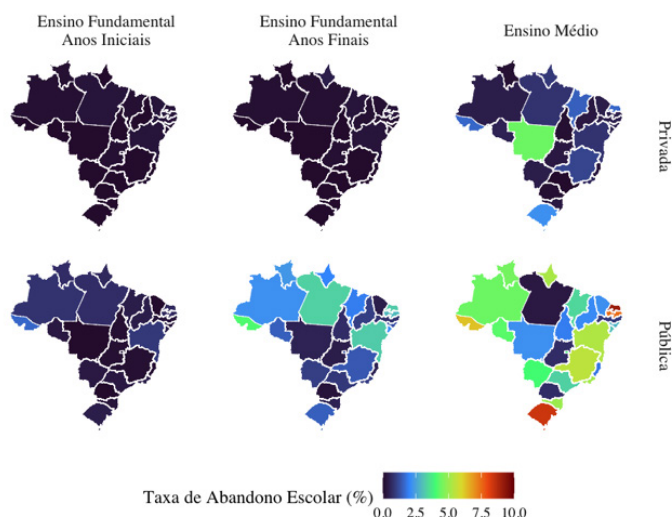 Ensino Fundamental
Anos Iniciais
Ensino Fundamental
Anos Finais
Ensino Médio
Privada
Pública
Taxa de Abandono Escolar (%)
0.0 2.5 5.0 7.5 10.0